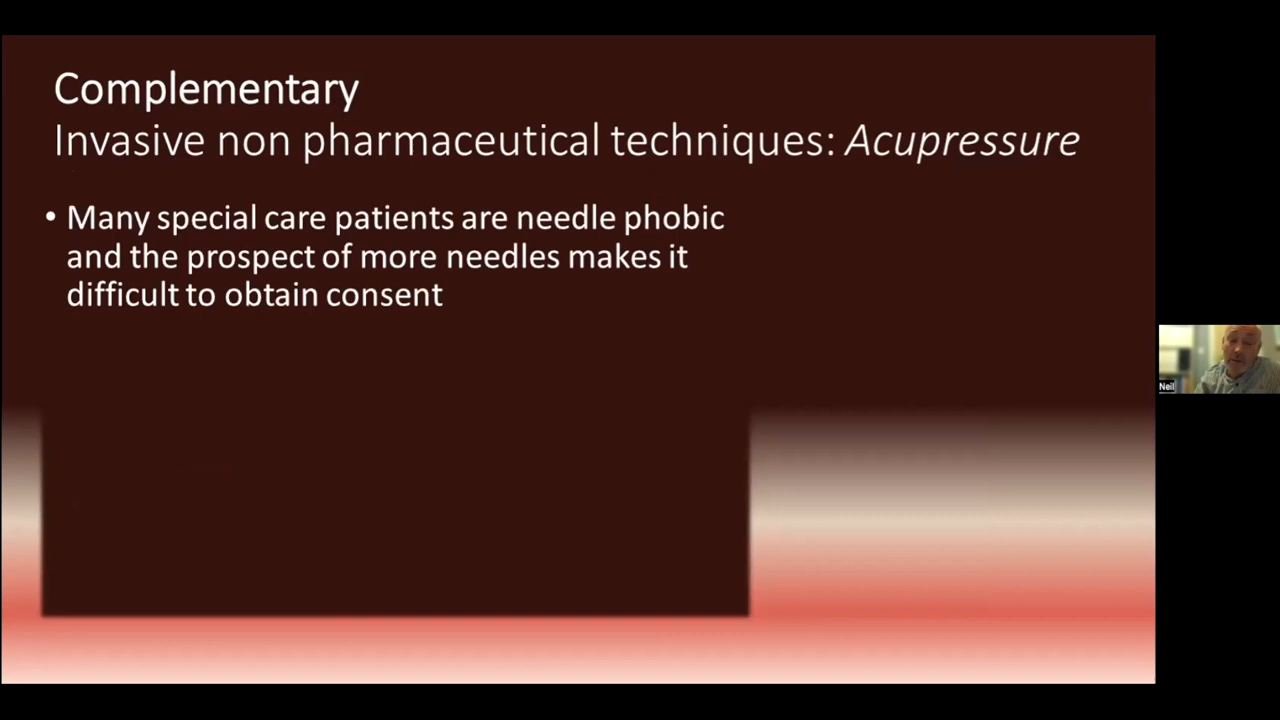 Complementary
Invasive non pharmaceutical techniques: Acupressure
• Many special care patients are needle phobic
and the prospect of more needles makes it
difficult to obtain consent
Neil